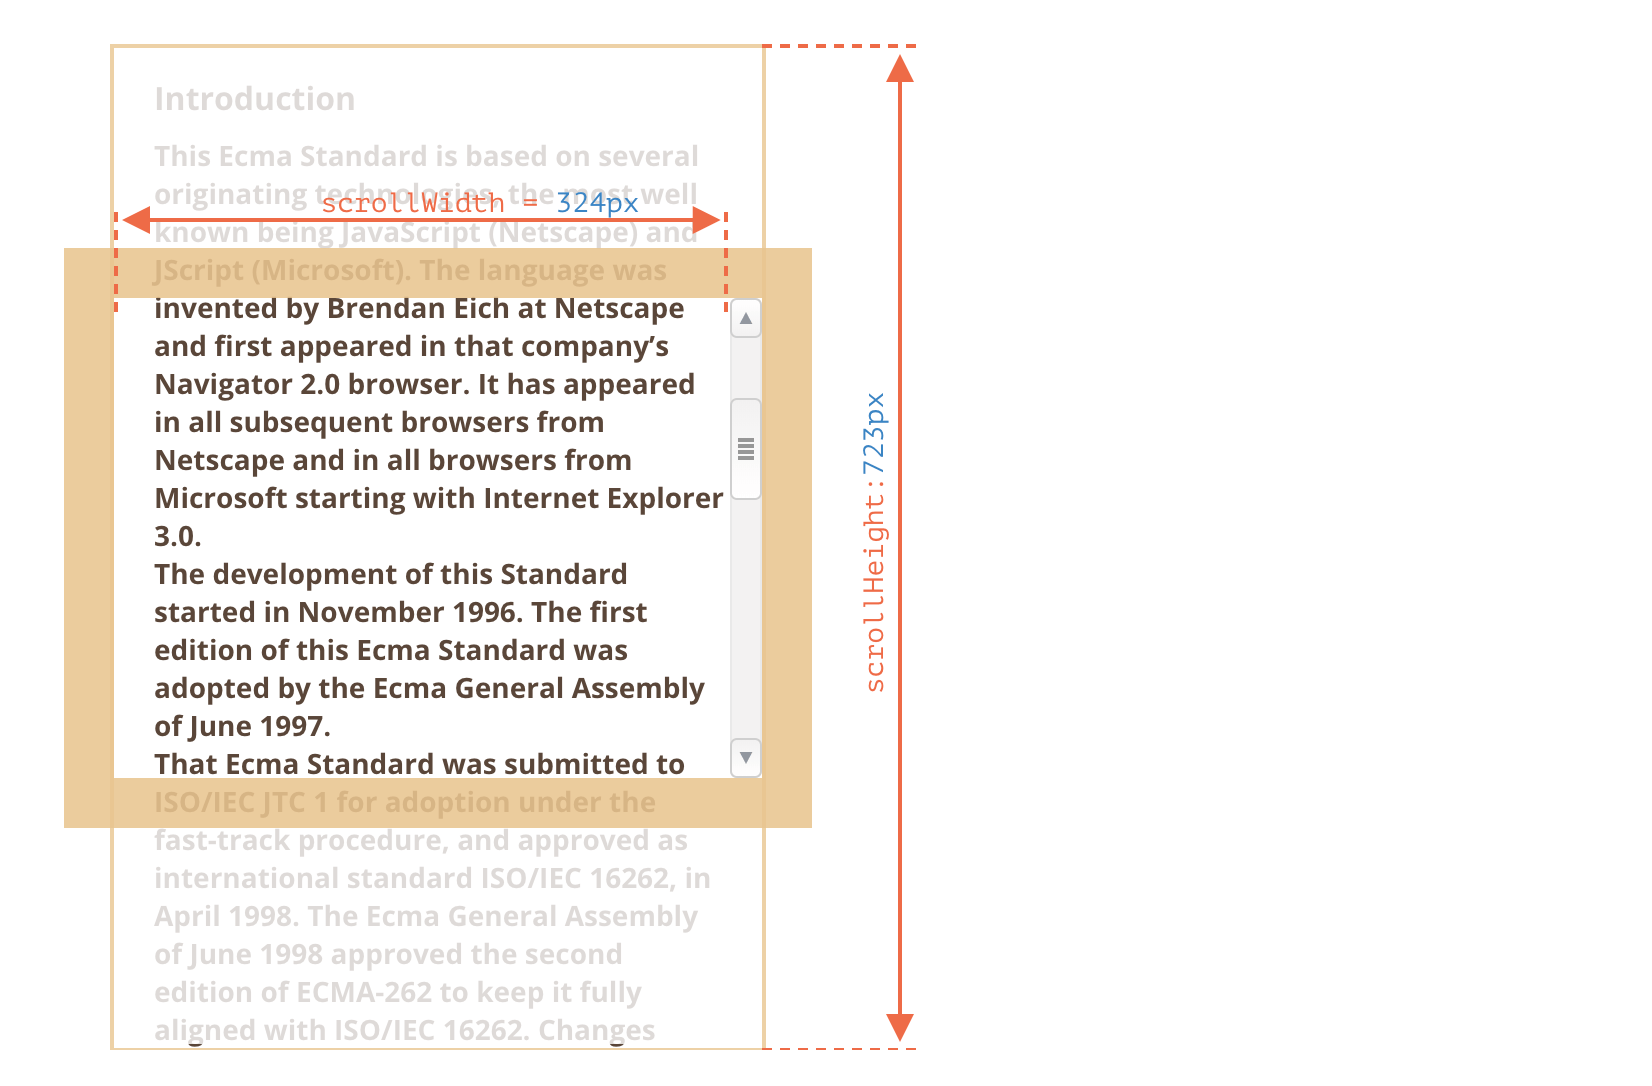 Introduction
This Ecma Standard is based on several
originating technologies, the most well
scrollWidth = 324px
known being JavaScript (Netscape) and
JScript (Microsoft). The language was
invented by Brendan Eich at Netscape
and first appeared in that company’s
Navigator 2.0 browser. It has appeared
in all subsequent browsers from
Netscape and in all browsers from
Microsoft starting with Internet Explorer
3.0.
The development of this Standard
started in November 1996. The first
edition of this Ecma Standard was
adopted by the Ecma General Assembly
of June 1997.
That Ecma Standard was submitted to
ISO/IEC JTC 1 for adoption under the
fast-track procedure, and approved as
international standard ISO/IEC 16262, in
April 1998. The Ecma General Assembly
of June 1998 approved the second
edition of ECMA-262 to keep it fully
aligned with ISO/IEC 16262. Changes
scrollHeight:723px